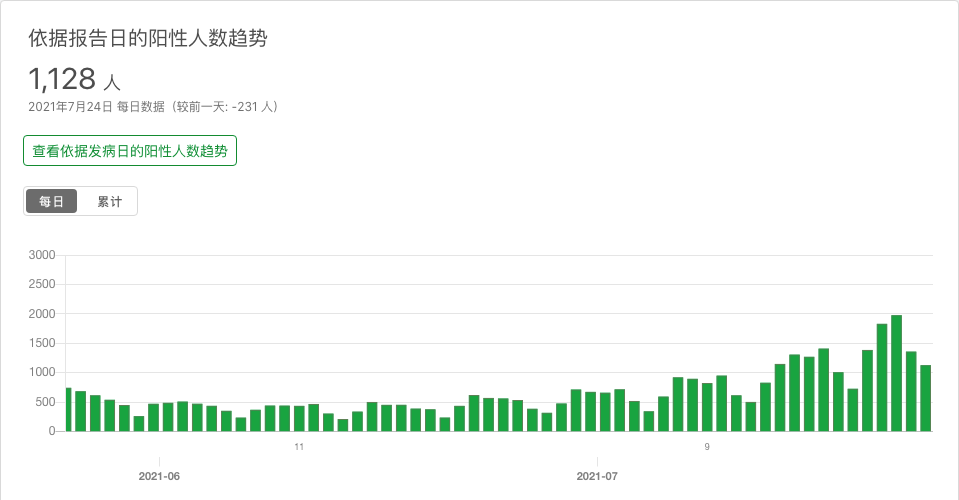 依据报告日的阳性人数趋势
1,128 人
2021年7月24日 每日数据（较前一天: -231 人）
查看依据发病日的阳性人数趋势
每日 累计
3000
2500
2000
1500
1000
500
0
11 9
2021-06 2021-07